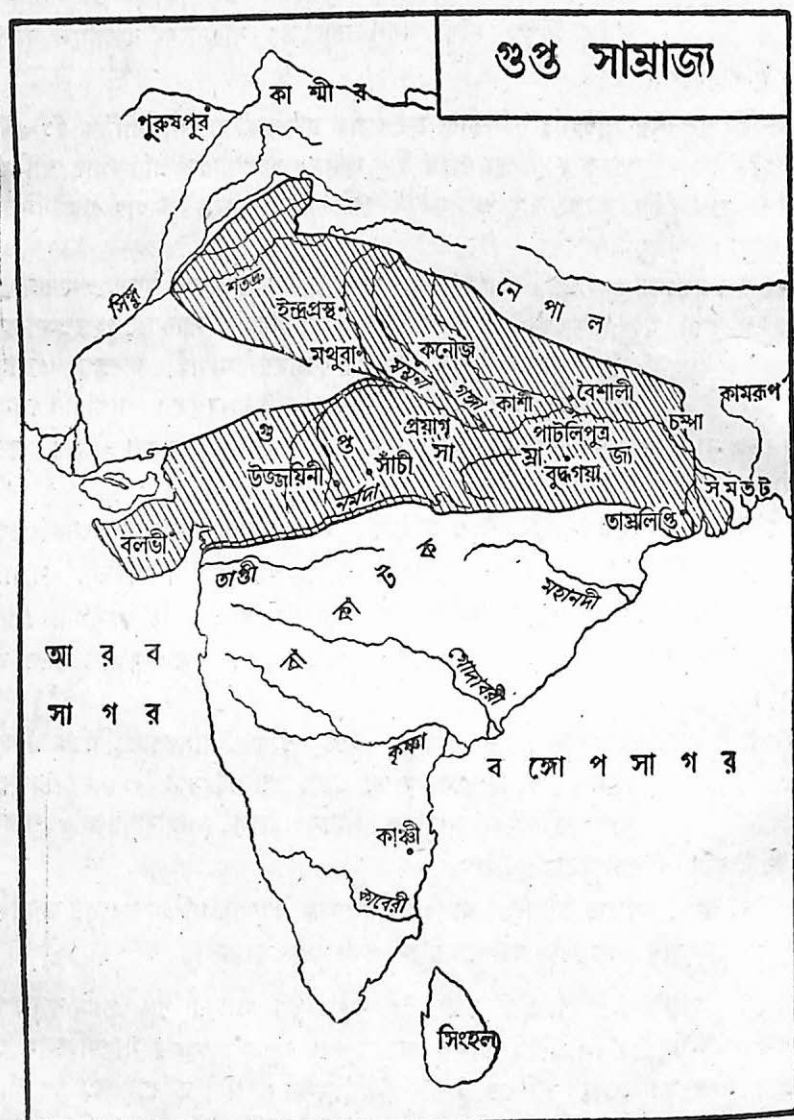 গুপ্ত সাম্রাজ্য
কাশ্মীর
পুরুষপুর
সিন্ধু
শতদ্রু
নেপাল
ইন্দ্রপ্রস্থ
মথুরা
কনৌজ
যমুনা
গঙ্গা
কাশী
বৈশালী
কামরূপ
চম্পা
গুপ্ত সাম্রাজ্য
প্রয়াগ
পাটলিপুত্র
উজ্জয়িনী
সাঁচী
বুদ্ধগয়া
সমতট
নর্মদা
তাম্রলিপ্তি
বলভী
তাপ্তী
মহানদী
বাকাটক
গোদাবরী
আরব
সাগর
কৃষ্ণা
বঙ্গোপসাগর
কাঞ্চী
কাবেরী
সিংহল